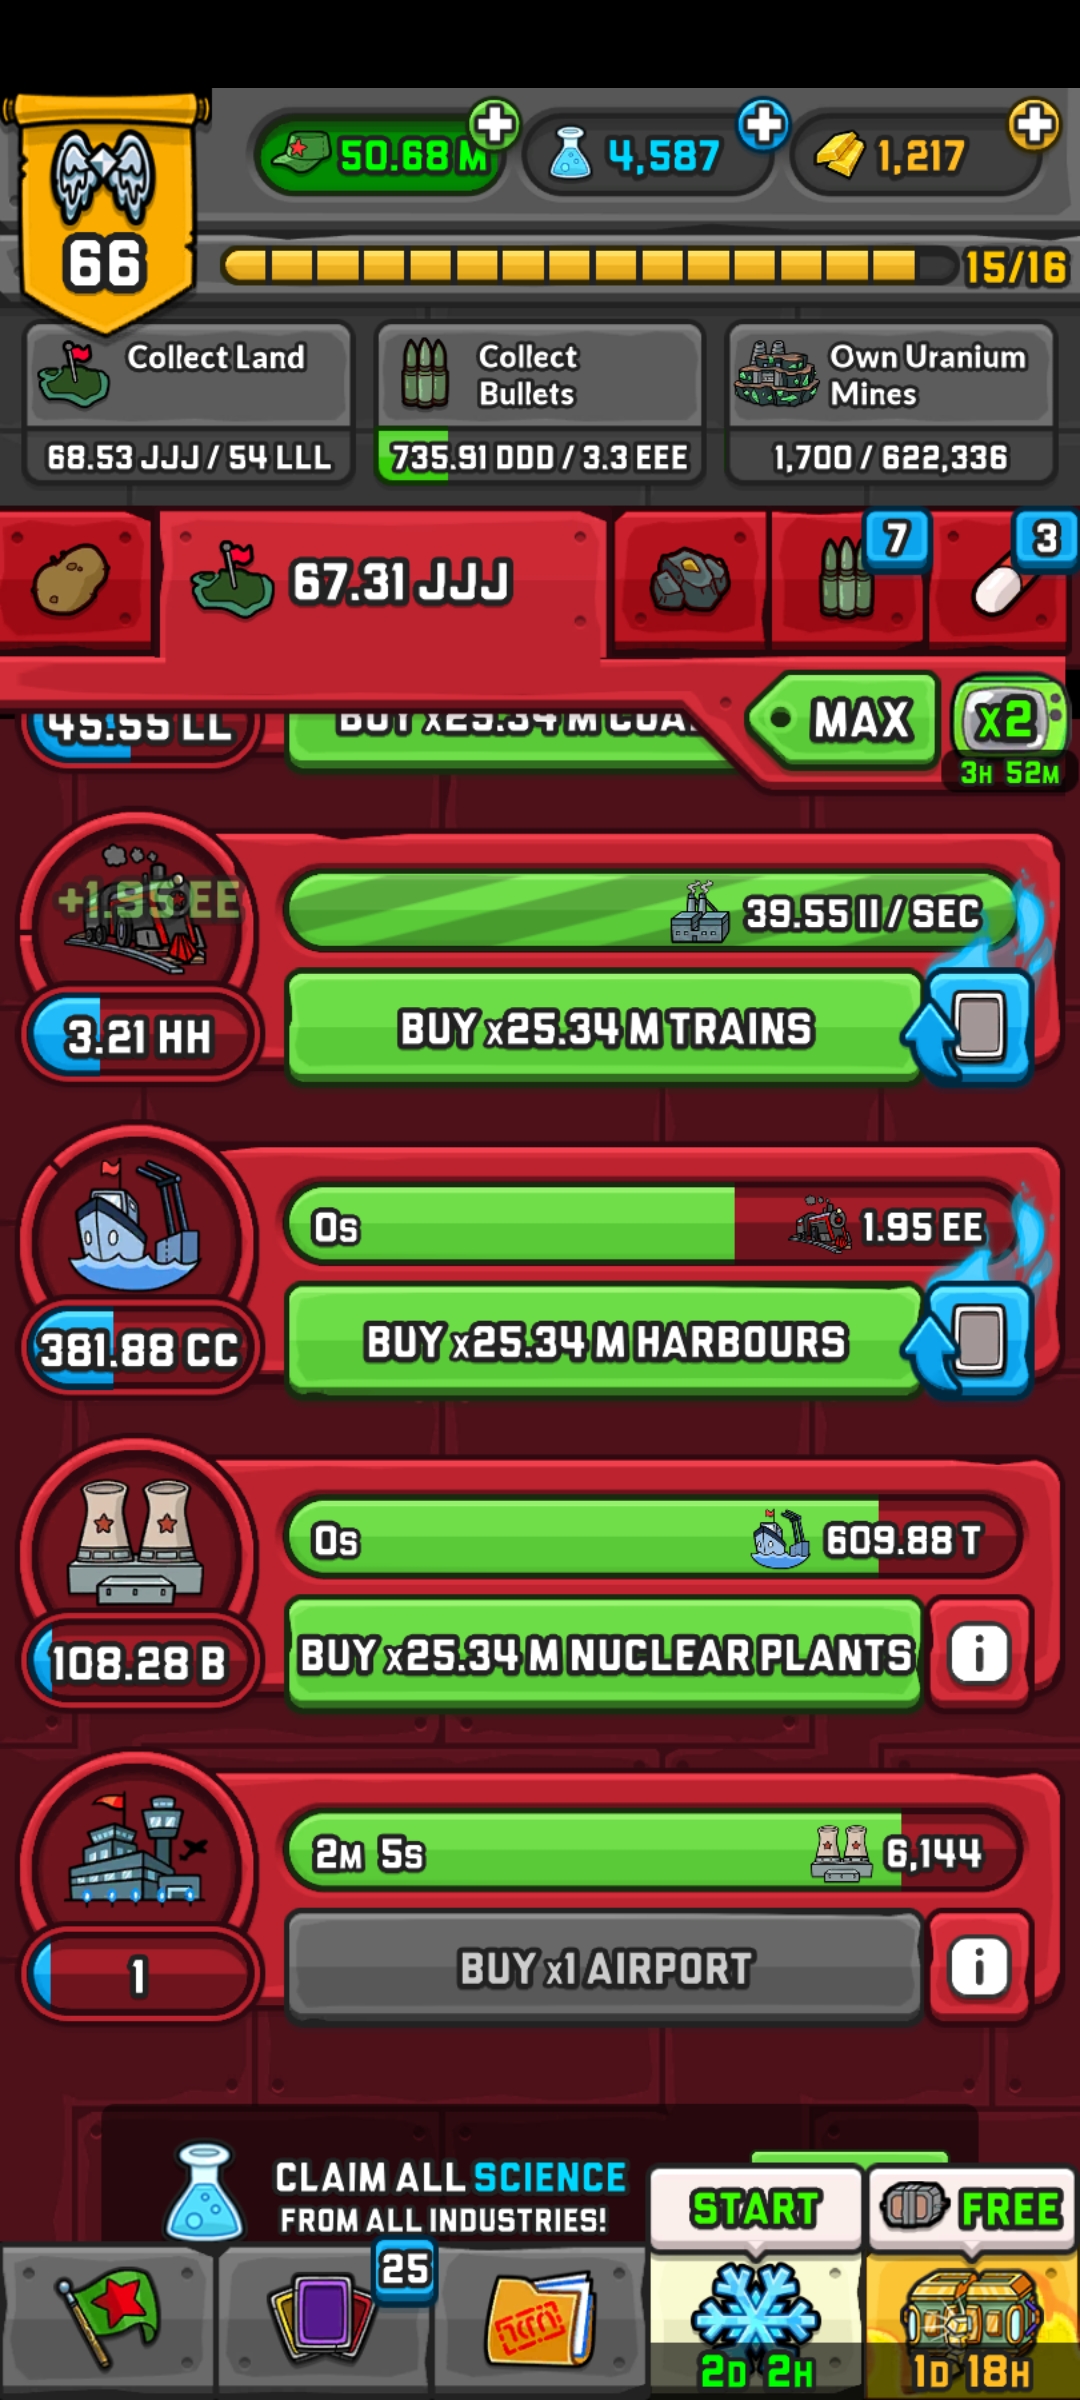 50.68 M
4,587
1,217
66
15/16
Collect Land
68.53 JJJ / 54 LLL
Collect
Bullets
735.91 DDD / 3.3 EEE
Own Uranium
Mines
1,700 / 622,336
67.31 JJJ
7
3
MAX
x2
3H 52M
45.55 LL
BUY x25.34 M
+1.95 EE
39.55 II / SEC
3.21 HH
BUY x25.34 M TRAINS
0s
1.95 EE
381.88 CC
BUY x25.34 M HARBOURS
0s
609.88 T
108.28 B
BUY x25.34 M NUCLEAR PLANTS
i
2M 5s
6,144
1
BUY x1 AIRPORT
i
CLAIM ALL SCIENCE
FROM ALL INDUSTRIES!
START
FREE
25
2D 2H
1D 18H